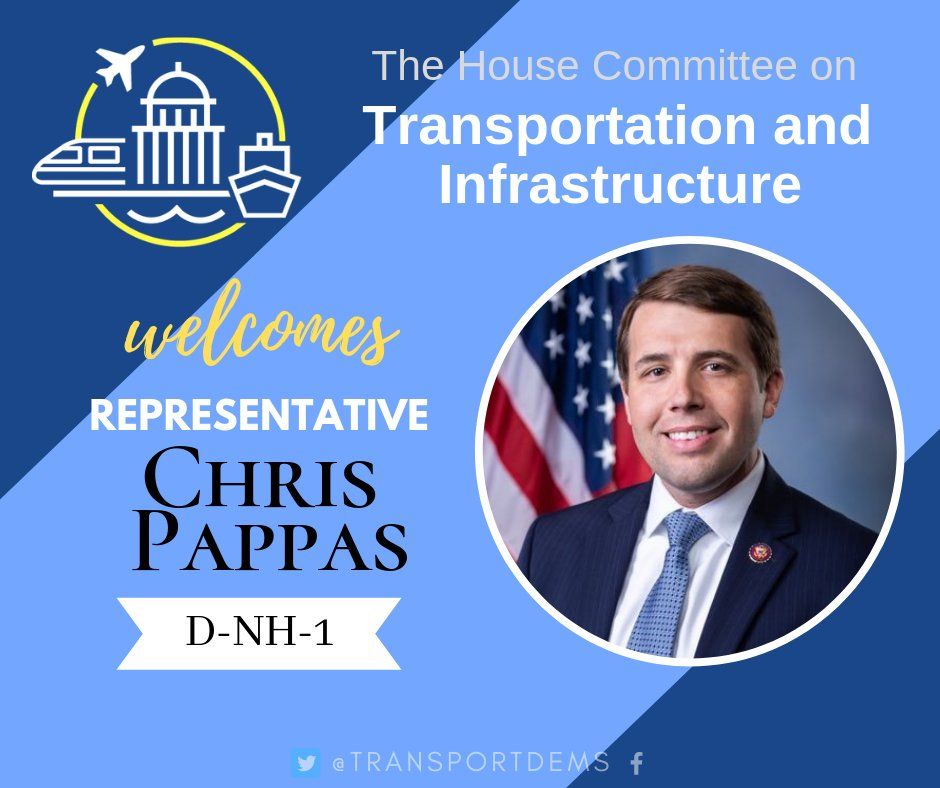 The House Committee on
Transportation and
Infrastructure
welcomes
REPRESENTATIVE
CHRIS
PAPPAS
D-NH-1
@TRANSPORTDEMS